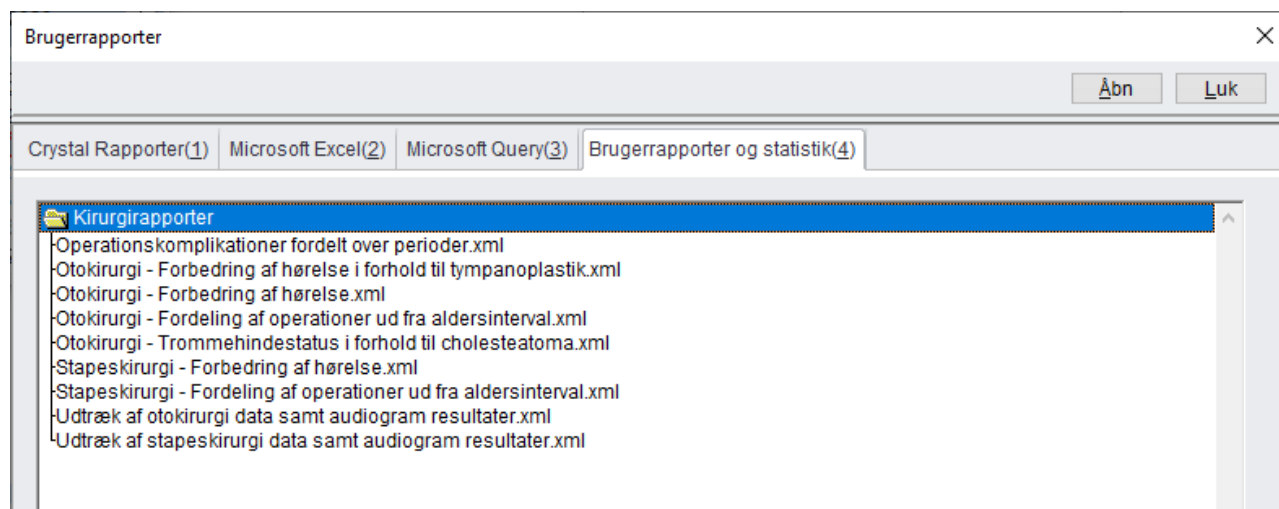 Brugerrapporter
Åbn Luk
Crystal Rapporter(1) Microsoft Excel(2) Microsoft Query(3) Brugerrapporter og statistik(4)
Kirurgirapporter
Operationskomplikationer fordelt over perioder.xml
Otokirurgi - Forbedring af hørelse i forhold til tympanoplastik.xml
Otokirurgi - Forbedring af hørelse.xml
Otokirurgi - Fordeling af operationer ud fra aldersinterval.xml
Otokirurgi - Trommehindestatus i forhold til cholesteatoma.xml
Stapeskirurgi - Forbedring af hørelse.xml
Stapeskirurgi - Fordeling af operationer ud fra aldersinterval.xml
Udtræk af otokirurgi data samt audiogram resultater.xml
Udtræk af stapeskirurgi data samt audiogram resultater.xml